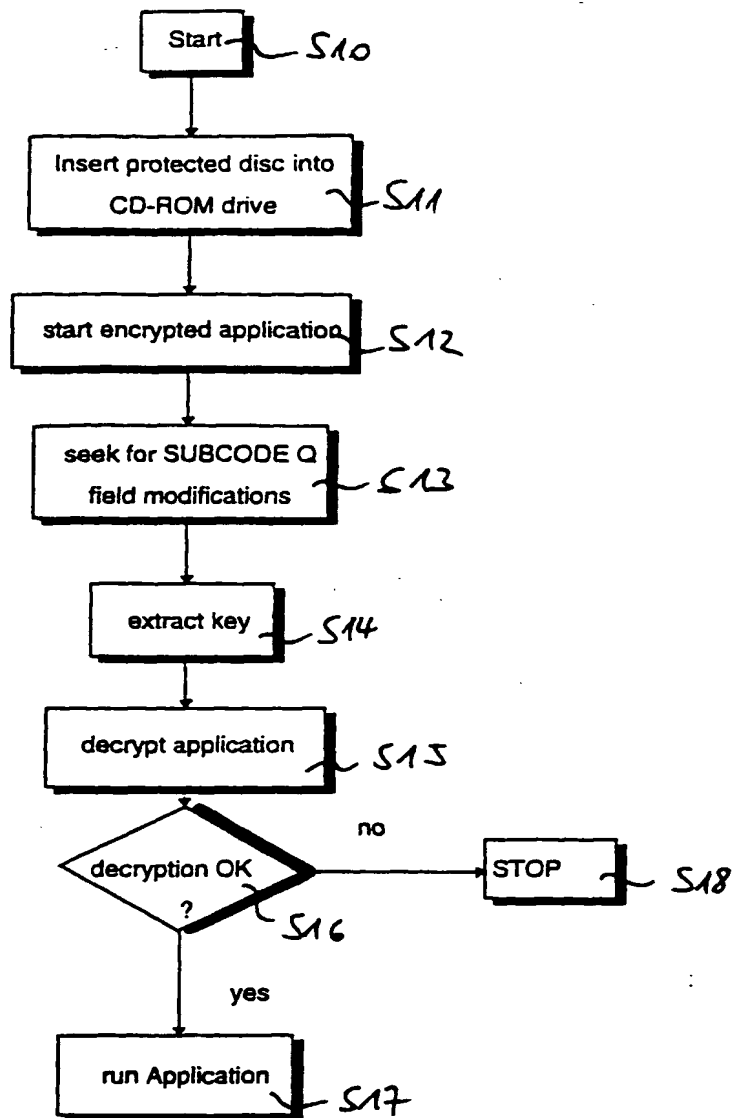 Start S10
Insert protected disc into
CD-ROM drive S11
start encrypted application S12
seek for SUBCODE Q
field modifications S13
extract key S14
decrypt application S15
no
decryption OK STOP S18
? S16
yes
run Application S17